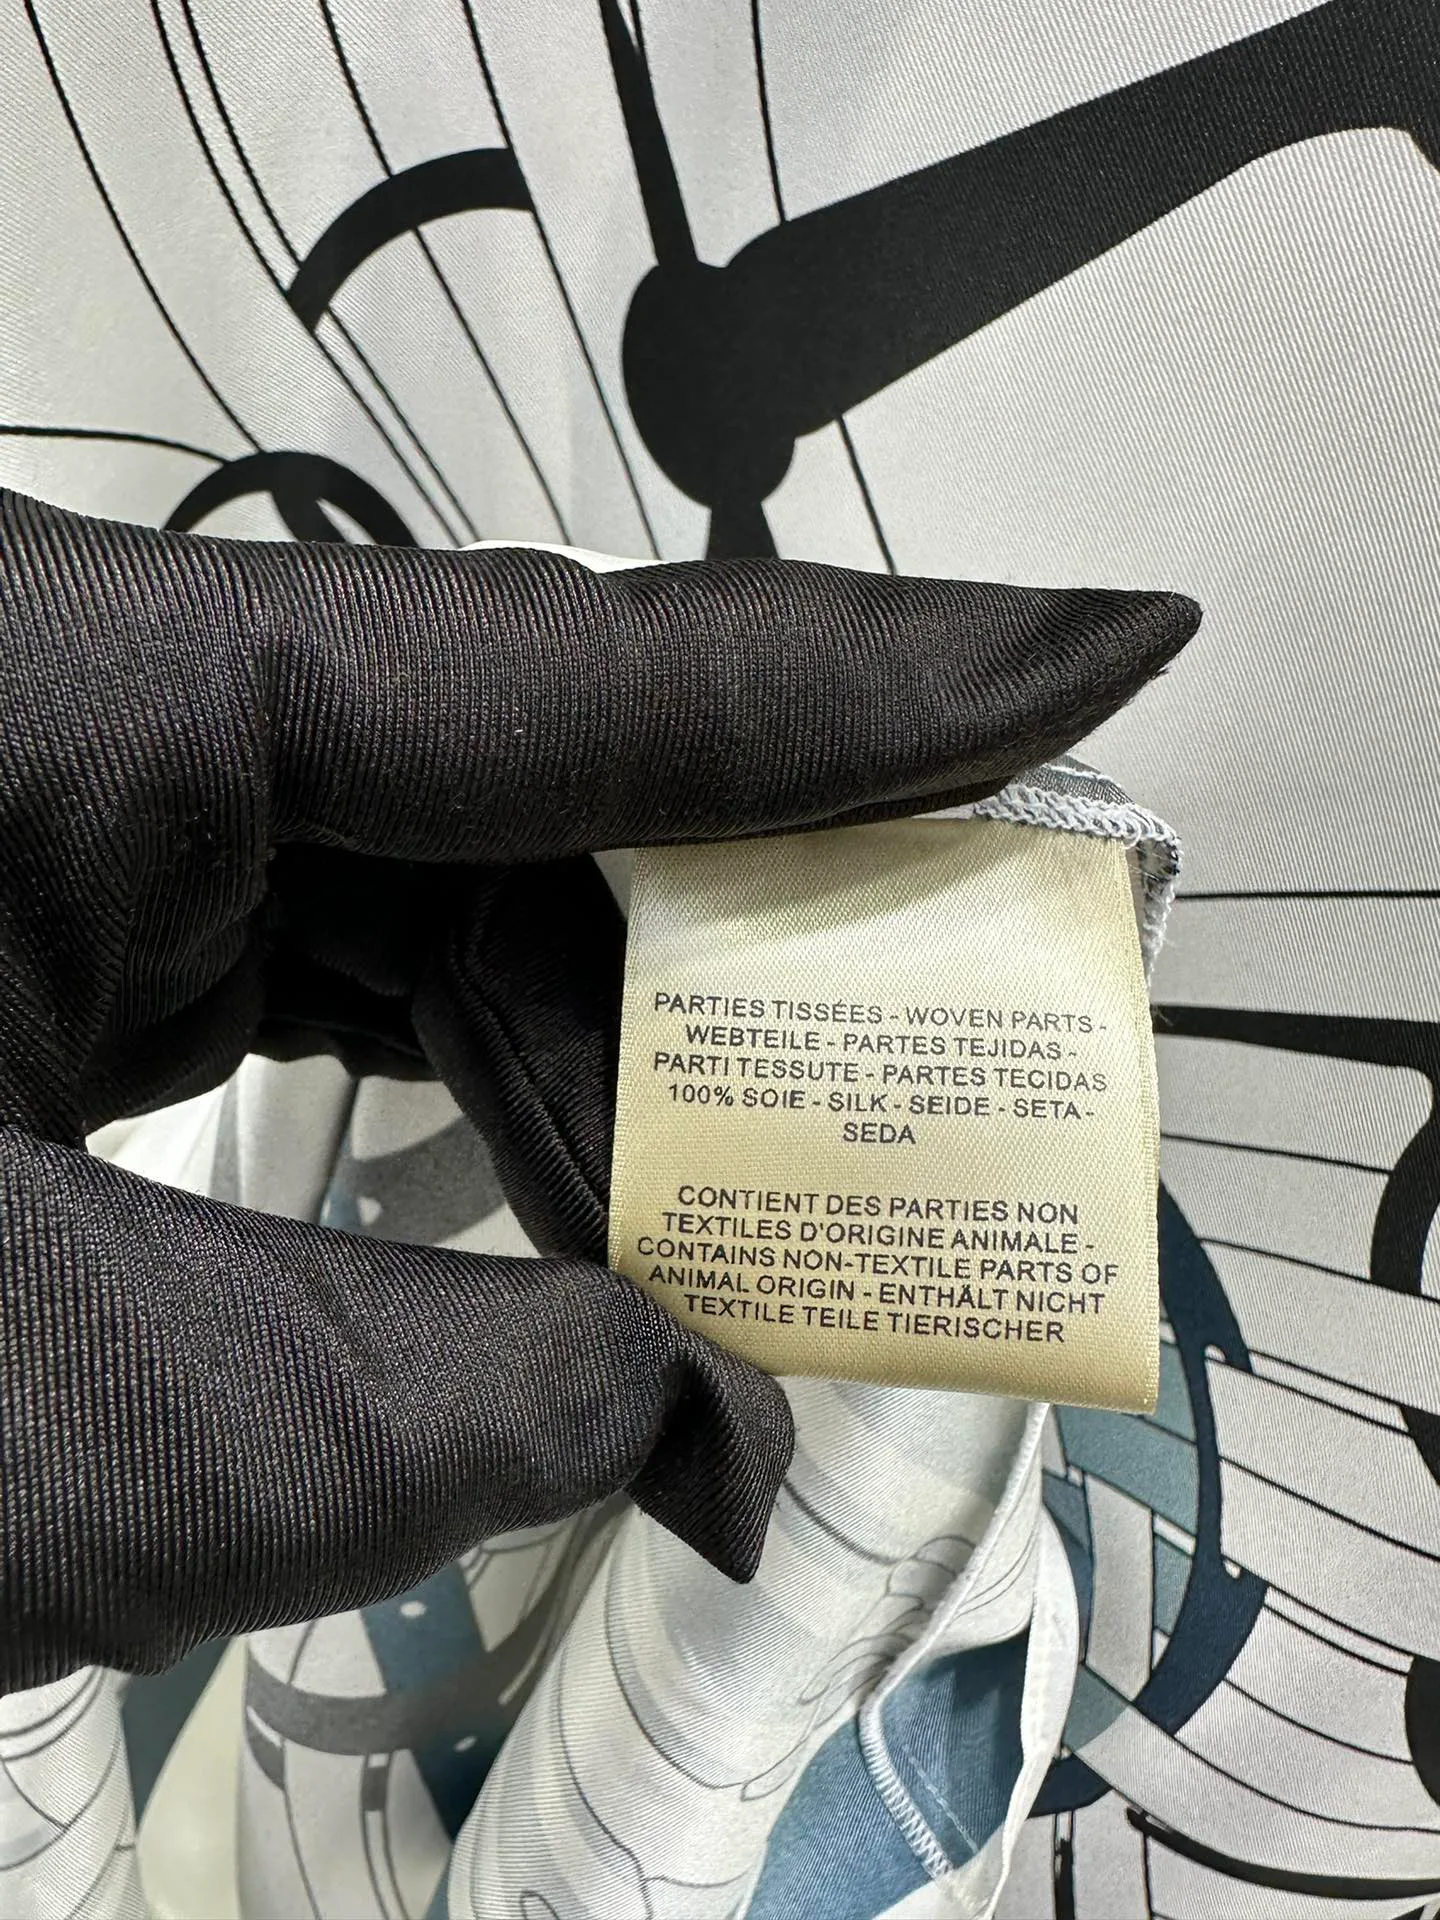 PARTIES TISSÉES - WOVEN PARTS -
WEBTEILE - PARTES TEJIDAS -
PARTI TESSUTE - PARTES TECIDAS
100% SOIE - SILK - SEIDE - SETA -
SEDA
CONTIENT DES PARTIES NON
TEXTILES D'ORIGINE ANIMALE -
CONTAINS NON-TEXTILE PARTS OF
ANIMAL ORIGIN - ENTHÄLT NICHT
TEXTILE TEILE TIERISCHER